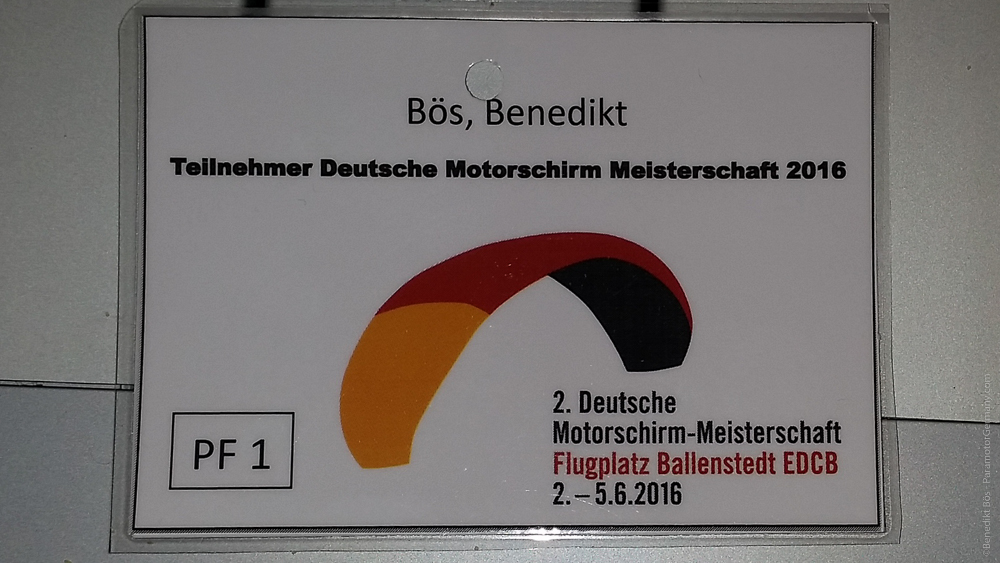 Bös, Benedikt
Teilnehmer Deutsche Motorschirm Meisterschaft 2016
PF 1
2. Deutsche
Motorschirm-Meisterschaft
Flugplatz Ballenstedt EDCB
2. – 5.6.2016
©Benedikt Bös - ParamotorGermany.com